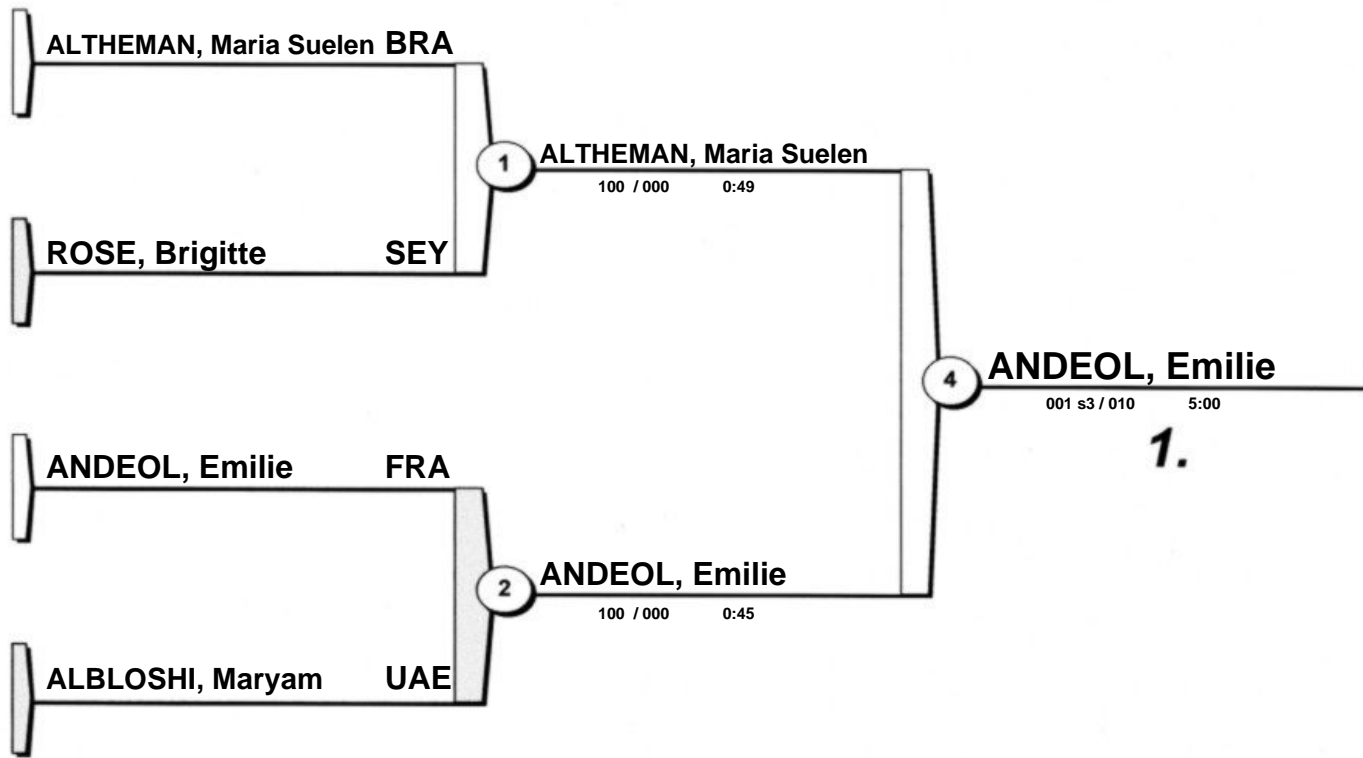 ALTHEMAN, Maria Suelen BRA
1
ALTHEMAN, Maria Suelen
100 / 000 0:49
ROSE, Brigitte SEY
4
ANDEOL, Emilie
001 s3 / 010 5:00
1.
ANDEOL, Emilie FRA
2
ANDEOL, Emilie
100 / 000 0:45
ALBLOSHI, Maryam UAE